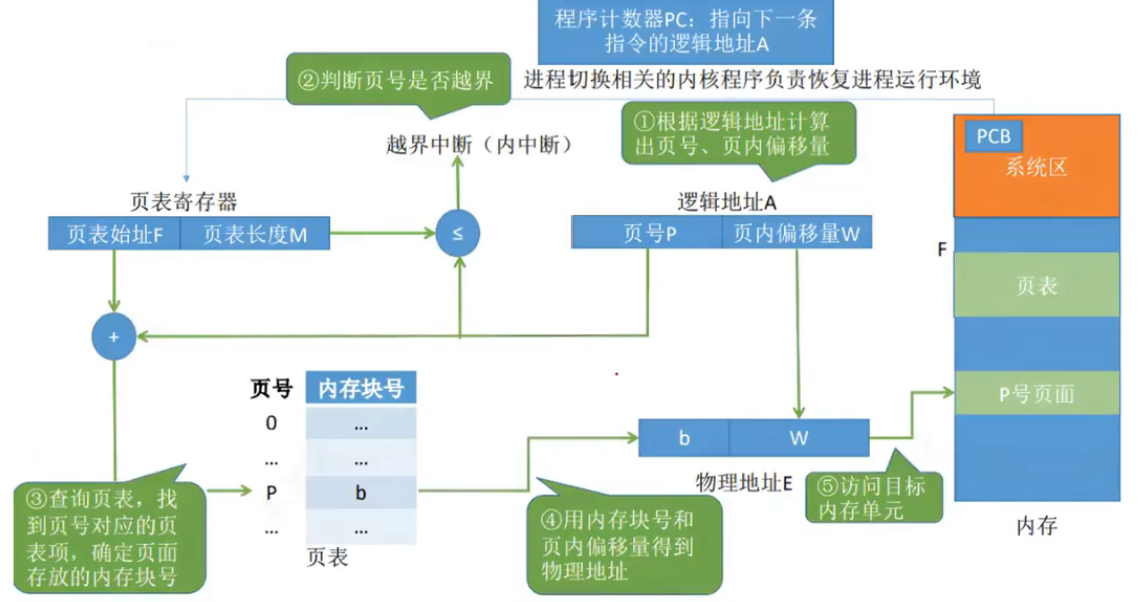 程序计数器PC：指向下一条
指令的逻辑地址A
②判断页号是否越界
进程切换相关的内核程序负责恢复进程运行环境
①根据逻辑地址计算
出页号、页内偏移量
PCB
系统区
越界中断（内中断）
页表寄存器
逻辑地址A
页表始址F
页表长度M
≤
页号P
页内偏移量W
F
页表
+
页号
内存块号
0
...
...
...
P
b
...
...
页表
P号页面
b
W
物理地址E
③查询页表，找
到页号对应的页
表项，确定页面
存放的内存块号
④用内存块号和
页内偏移量得到
物理地址
⑤访问目标
内存单元
内存